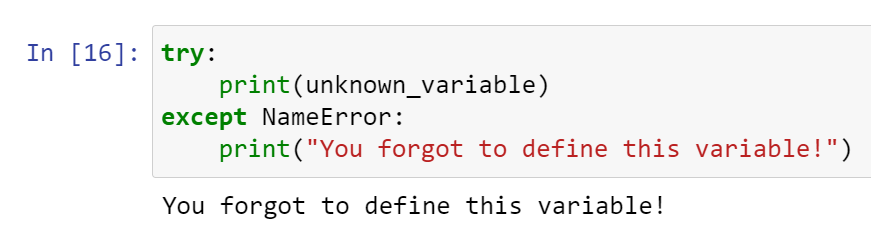 In [16]: try:
    print(unknown_variable)
except NameError:
    print("You forgot to define this variable!")
You forgot to define this variable!